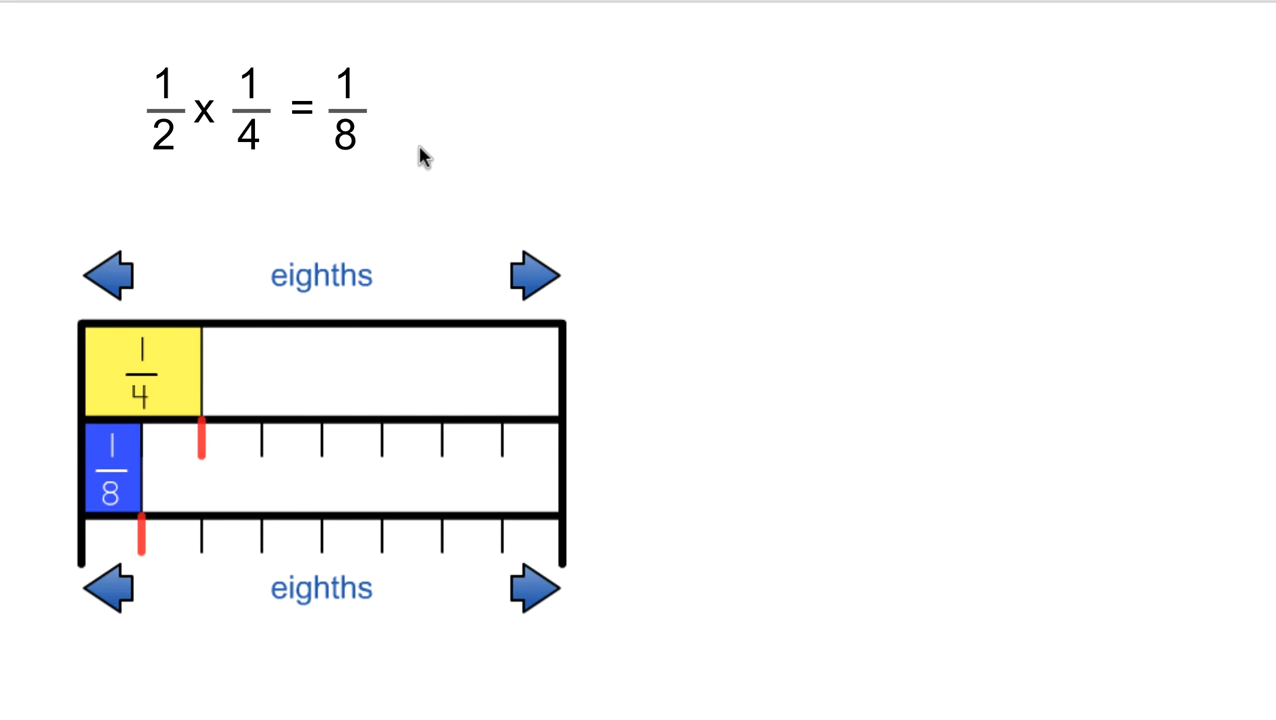 1/2 x 1/4 = 1/8
eighths
1/4
1/8
eighths